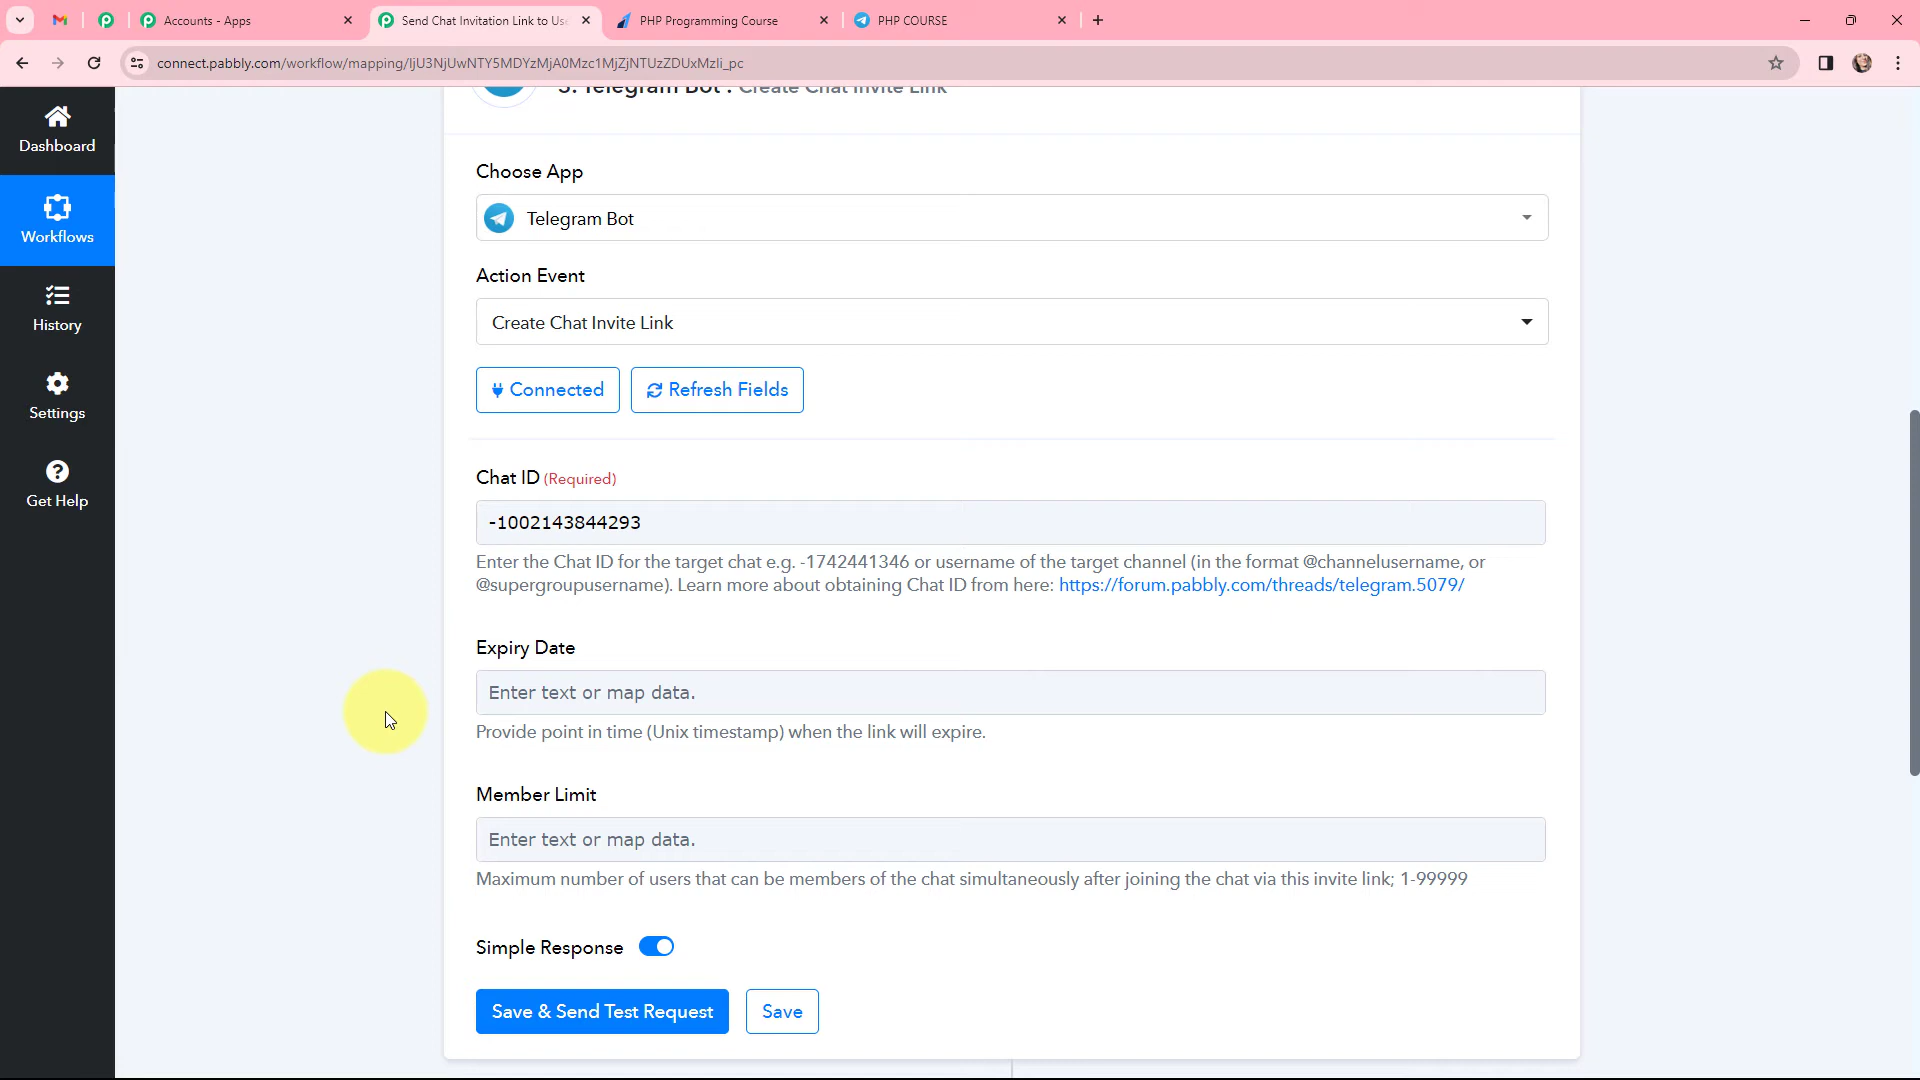 Accounts - Apps
Send Chat Invitation Link to Use
PHP Programming Course
PHP COURSE
connect.pabbly.com/workflow/mapping/IjU3NjUwNTY5MDYzMjA0Mzc1MjZjNTUzZDUxMzIi_pc
Dashboard
Workflows
History
Settings
Get Help
3. Telegram Bot : Create Chat Invite Link
Choose App
Telegram Bot
Action Event
Create Chat Invite Link
Connected
Refresh Fields
Chat ID (Required)
-1002143844293
Enter the Chat ID for the target chat e.g. -1742441346 or username of the target channel (in the format @channelusername, or
@supergroupusername). Learn more about obtaining Chat ID from here: https://forum.pabbly.com/threads/telegram.5079/
Expiry Date
Enter text or map data.
Provide point in time (Unix timestamp) when the link will expire.
Member Limit
Enter text or map data.
Maximum number of users that can be members of the chat simultaneously after joining the chat via this invite link; 1-99999
Simple Response
Save & Send Test Request
Save